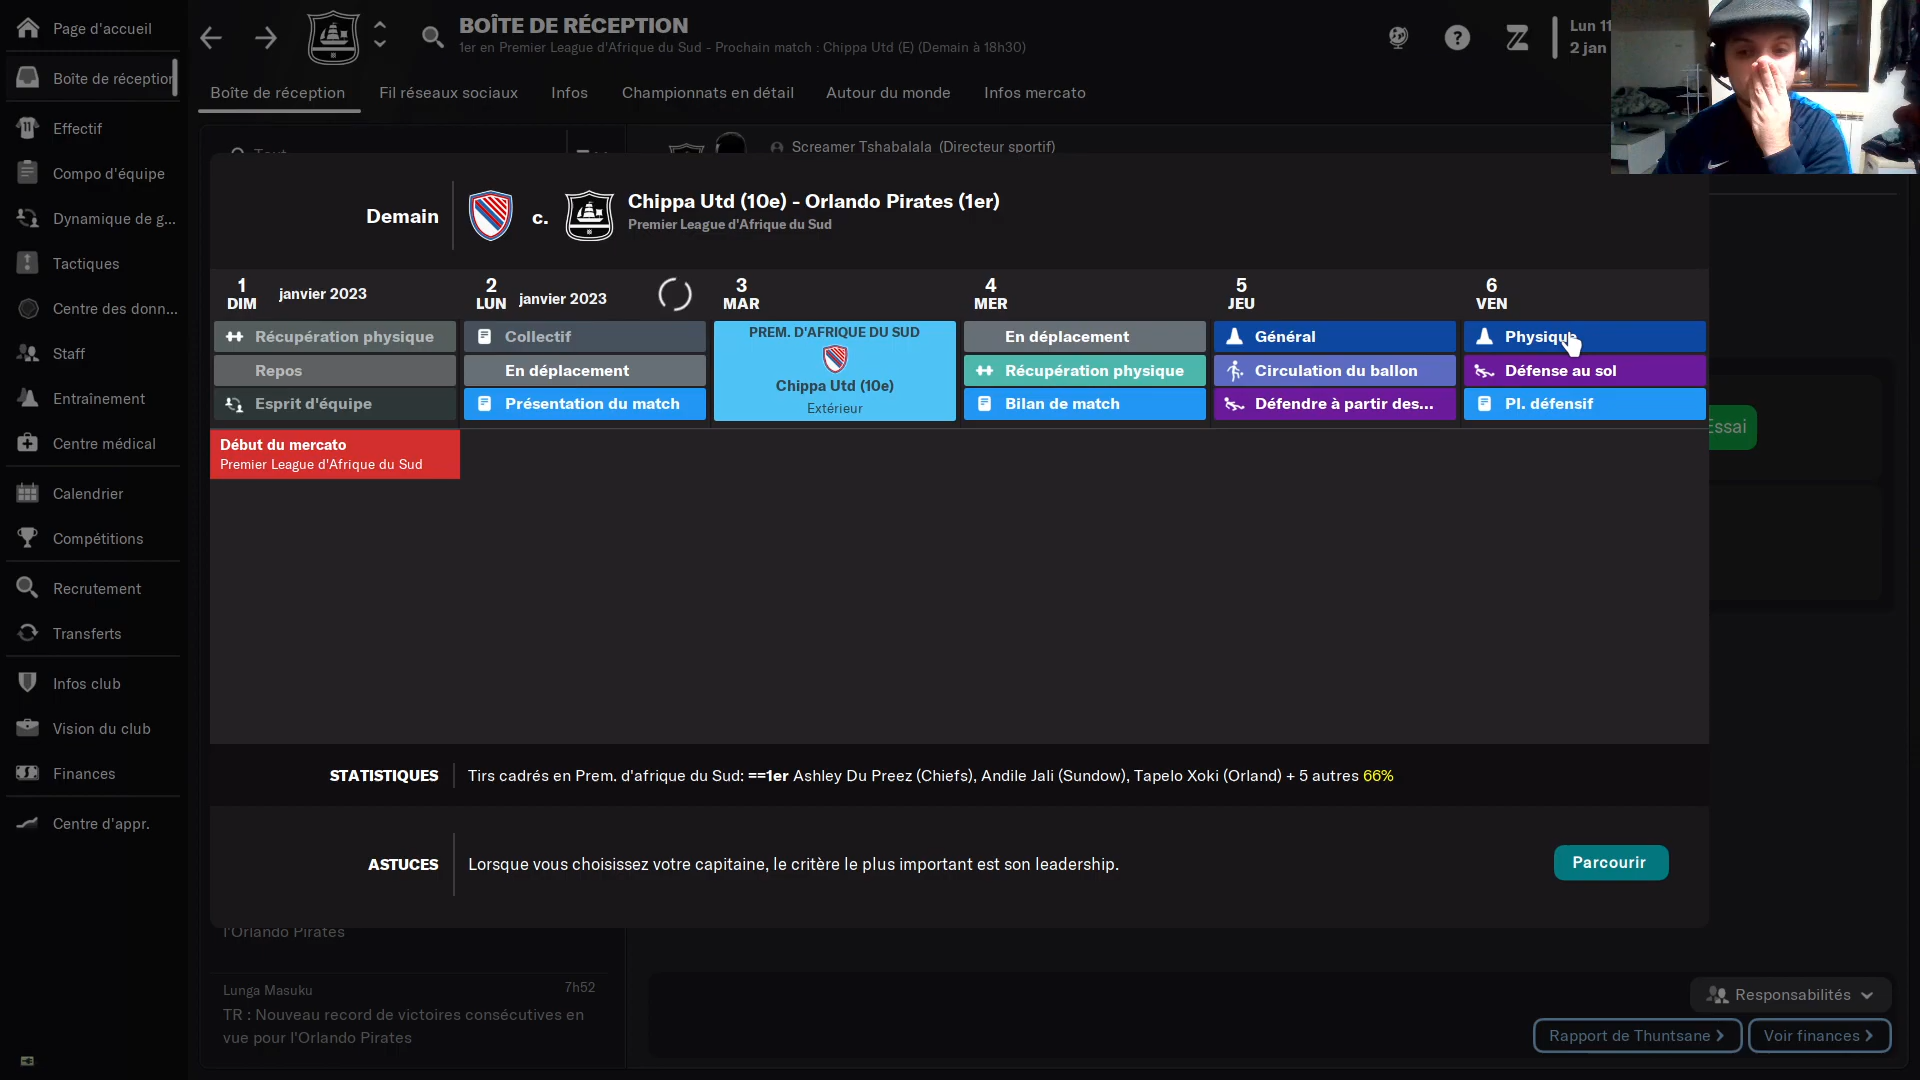 Page d'accueil
Boîte de réception
Effectif
Compo d'équipe
Dynamique de g...
Tactiques
Centre des donn...
Staff
Entraînement
Centre médical
Calendrier
Compétitions
Recrutement
Transferts
Infos club
Vision du club
Finances
Centre d'appr.
BOÎTE DE RÉCEPTION
1er en Premier League d'Afrique du Sud - Prochain match : Chippa Utd (E) (Demain à 18h30)
Lun 11
2 jan
Boîte de réception Fil réseaux sociaux Infos Championnats en détail Autour du monde Infos mercato
Screamer Tshabalala (Directeur sportif)
Demain
c.
Chippa Utd (10e) - Orlando Pirates (1er)
Premier League d'Afrique du Sud
1 DIM janvier 2023
Récupération physique
Repos
Esprit d'équipe
Début du mercato
Premier League d'Afrique du Sud
2 LUN janvier 2023
Collectif
En déplacement
Présentation du match
3 MAR
PREM. D'AFRIQUE DU SUD
Chippa Utd (10e)
Extérieur
4 MER
En déplacement
Récupération physique
Bilan de match
5 JEU
Général
Circulation du ballon
Défendre à partir des...
6 VEN
Physique
Défense au sol
Pl. défensif
Essai
STATISTIQUES
Tirs cadrés en Prem. d'afrique du Sud: ==1er Ashley Du Preez (Chiefs), Andile Jali (Sundow), Tapelo Xoki (Orland) + 5 autres 66%
ASTUCES
Lorsque vous choisissez votre capitaine, le critère le plus important est son leadership.
Parcourir
l'Orlando Pirates
Lunga Masuku 7h52
TR : Nouveau record de victoires consécutives en
vue pour l'Orlando Pirates
Responsabilités
Rapport de Thuntsane
Voir finances